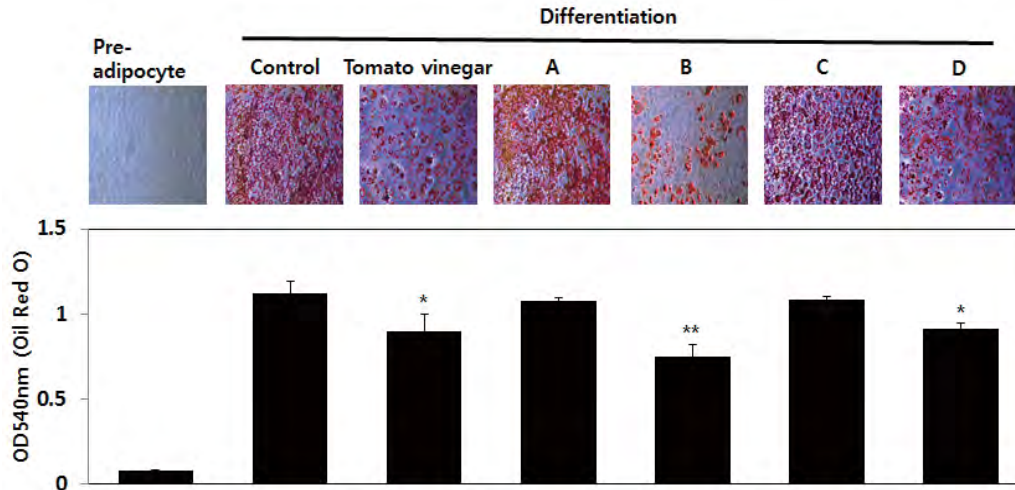 Differentiation
Pre-
adipocyte
Control
Tomato vinegar
A
B
C
D
OD540nm (Oil Red O)
1.5
1
0.5
0
*
**
*